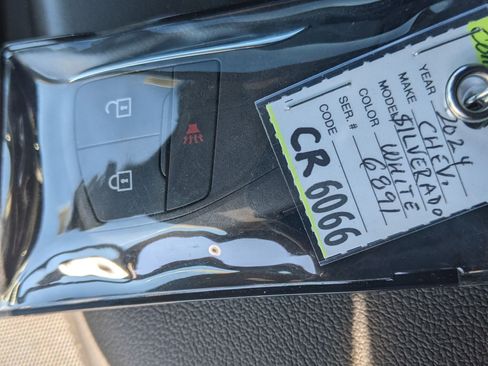 YEAR 2024
MAKE CHEV.
MODEL SILVERADO
COLOR WHITE
SER. # 6891
CODE
CR 6066